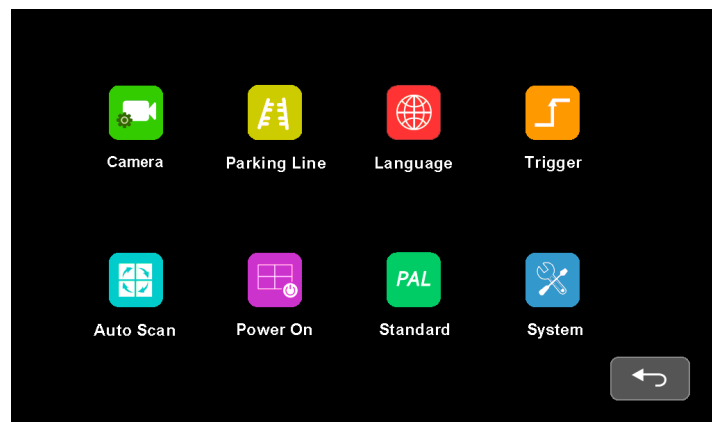 Camera
Parking Line
Language
Trigger
PAL
Auto Scan
Power On
Standard
System